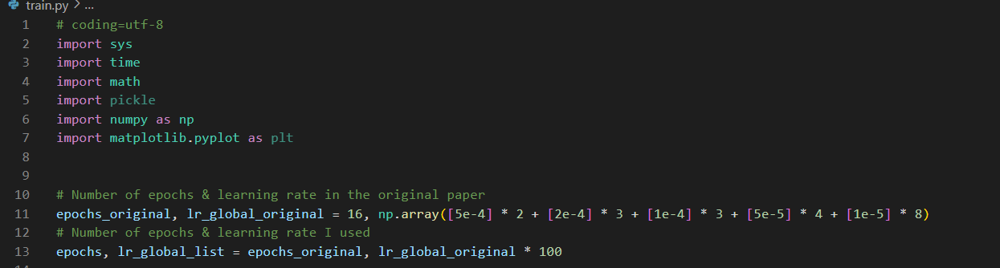 train.py > ...
1 # coding=utf-8
2 import sys
3 import time
4 import math
5 import pickle
6 import numpy as np
7 import matplotlib.pyplot as plt
8
9
10 # Number of epochs & learning rate in the original paper
11 epochs_original, lr_global_original = 16, np.array([5e-4] * 2 + [2e-4] * 3 + [1e-4] * 3 + [5e-5] * 4 + [1e-5] * 8)
12 # Number of epochs & learning rate I used
13 epochs, lr_global_list = epochs_original, lr_global_original * 100